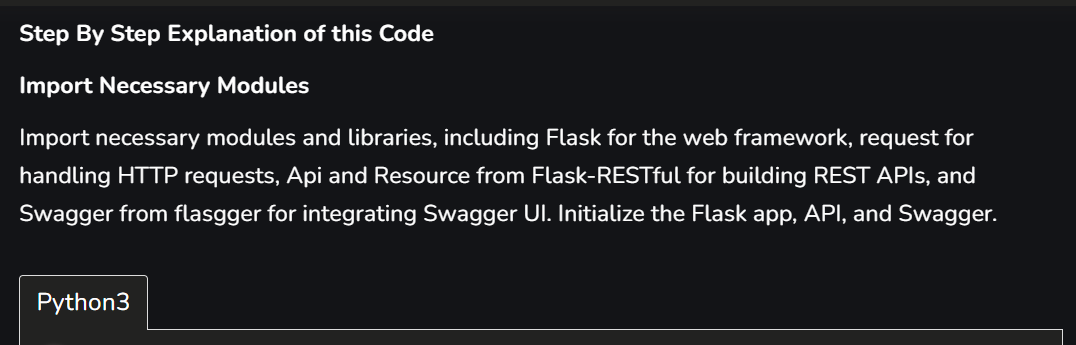 Step By Step Explanation of this Code
Import Necessary Modules
Import necessary modules and libraries, including Flask for the web framework, request for
handling HTTP requests, Api and Resource from Flask-RESTful for building REST APIs, and
Swagger from flasgger for integrating Swagger UI. Initialize the Flask app, API, and Swagger.
Python3